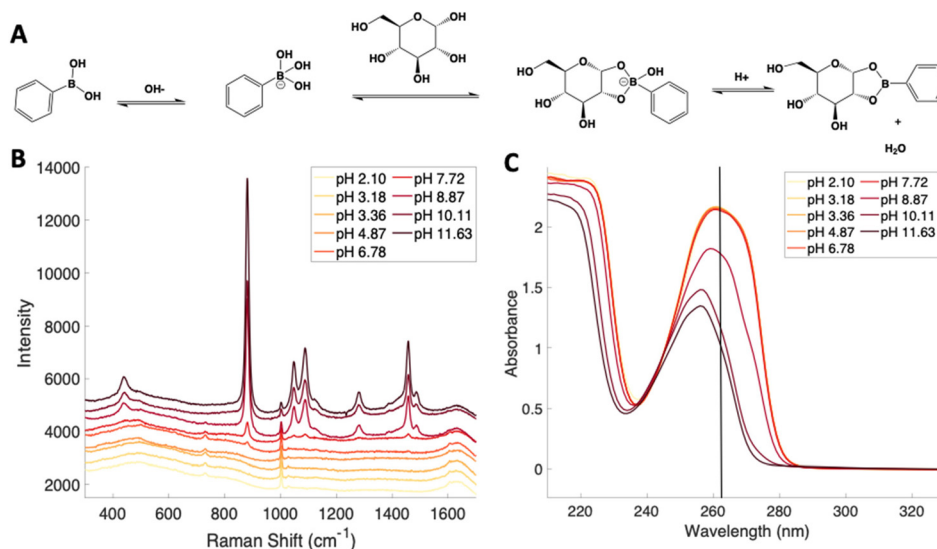 A
OH
B
OH
OH-
OH
OH
B
OH
⊖
HO
O
OH
HO
OH
OH
HO
O
O
OH
⊖
B
HO
O
OH
H+
HO
O
O
B
HO
O
OH
+
H₂O
B
14000
12000
10000
8000
6000
4000
2000
Intensity
400 600 800 1000 1200 1400 1600
Raman Shift (cm⁻¹)
pH 2.10 pH 7.72
pH 3.18 pH 8.87
pH 3.36 pH 10.11
pH 4.87 pH 11.63
pH 6.78
C
2
1.5
1
0.5
0
Absorbance
220 240 260 280 300 320
Wavelength (nm)
pH 2.10 pH 7.72
pH 3.18 pH 8.87
pH 3.36 pH 10.11
pH 4.87 pH 11.63
pH 6.78